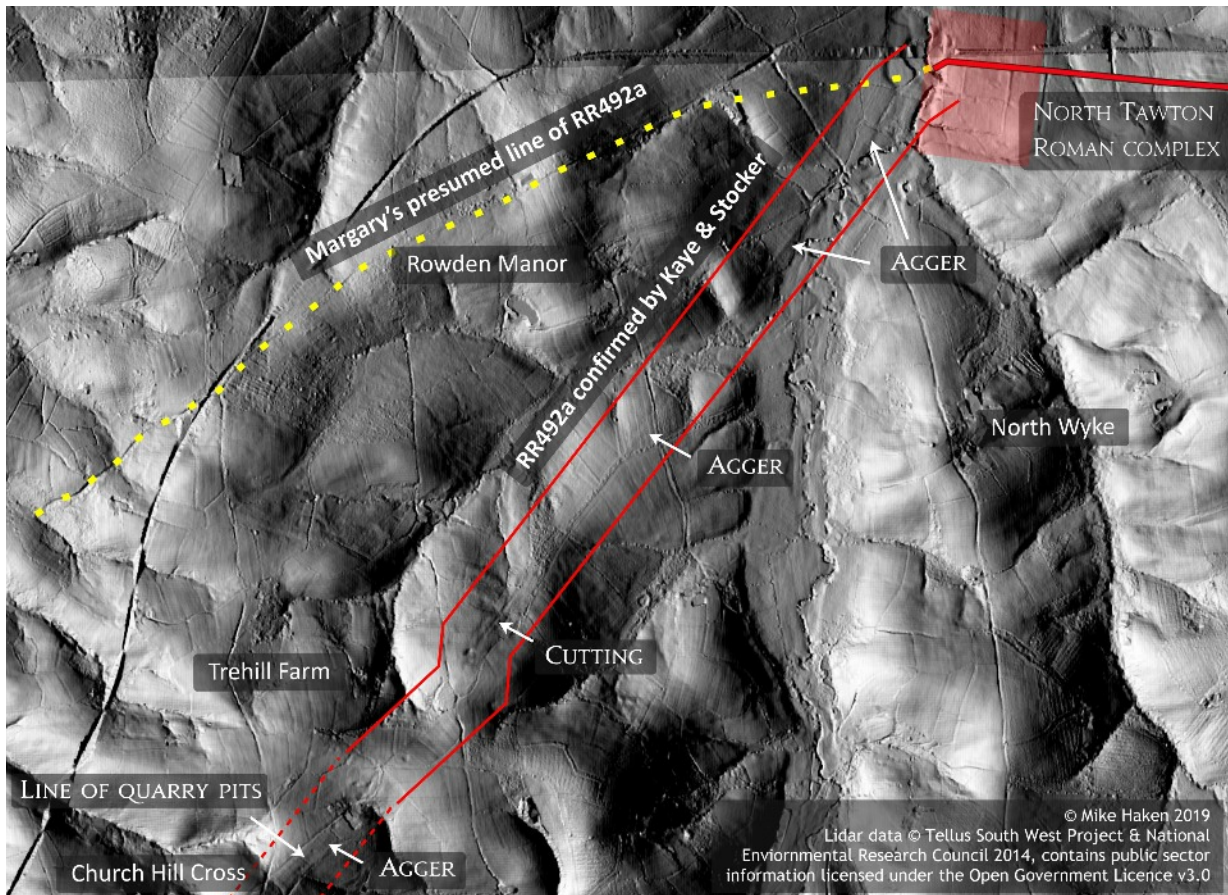 NORTH TAWTON
ROMAN COMPLEX
Margary's presumed line of RR492a
Rowden Manor
RR492a confirmed by Kaye & Stocker
AGGER
North Wyke
AGGER
CUTTING
Trehill Farm
LINE OF QUARRY PITS
Church Hill Cross
AGGER
© Mike Haken 2019
Lidar data © Tellus South West Project & National
Enviornmental Research Council 2014, contains public sector
information licensed under the Open Government Licence v3.0